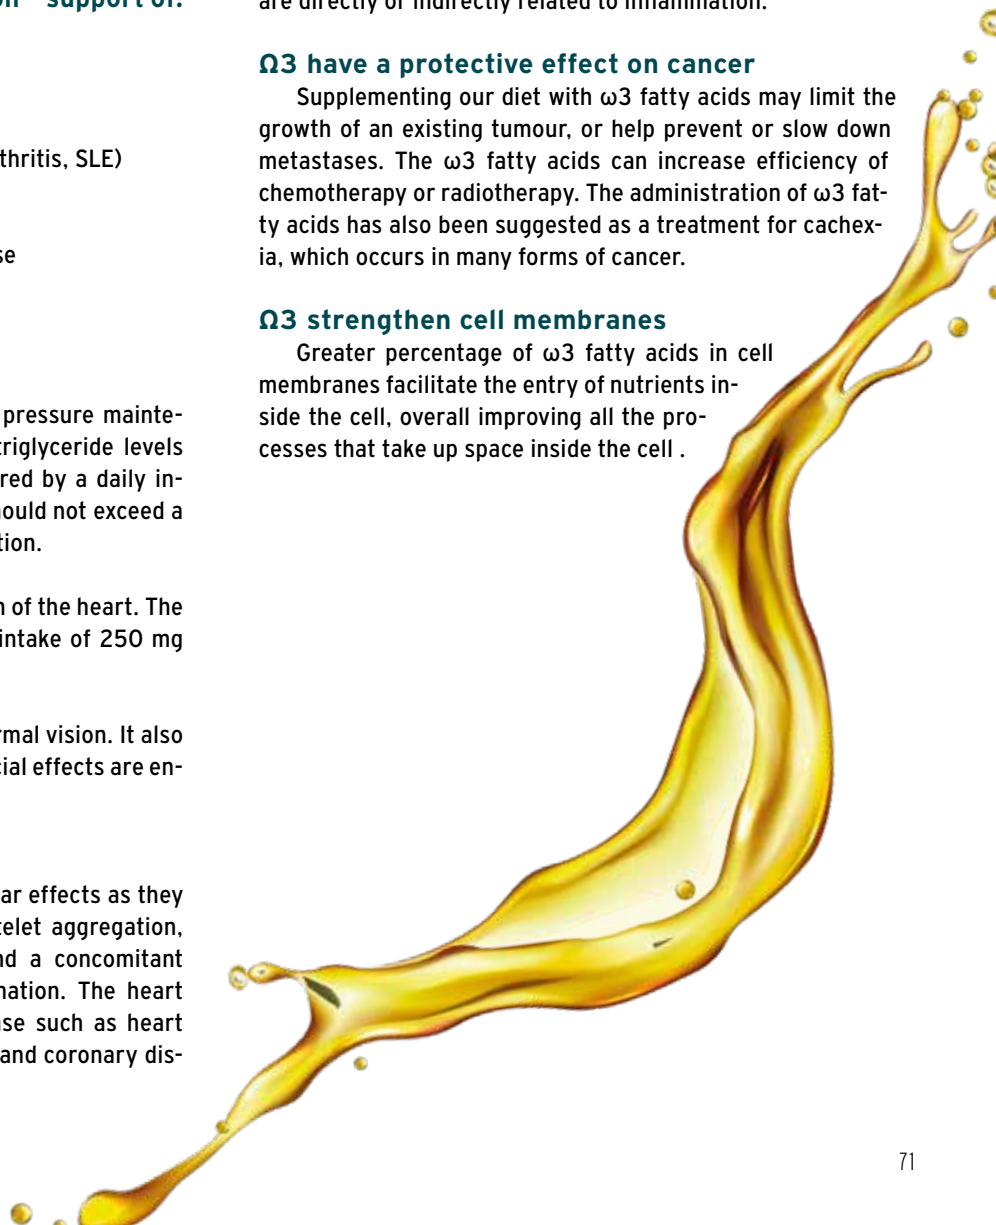 on support of:
thritis, SLE)
se
pressure mainte-
triglyceride levels
red by a daily in-
hould not exceed a
tion.
n of the heart. The
intake of 250 mg
rmal vision. It also
cial effects are en-
ar effects as they
telet aggregation,
nd a concomitant
nation. The heart
ase such as heart
and coronary dis-
are directly or indirectly related to inflammation.
Ω3 have a protective effect on cancer
Supplementing our diet with ω3 fatty acids may limit the
growth of an existing tumour, or help prevent or slow down
metastases. The ω3 fatty acids can increase efficiency of
chemotherapy or radiotherapy. The administration of ω3 fat-
ty acids has also been suggested as a treatment for cachex-
ia, which occurs in many forms of cancer.
Ω3 strengthen cell membranes
Greater percentage of ω3 fatty acids in cell
membranes facilitate the entry of nutrients in-
side the cell, overall improving all the pro-
cesses that take up space inside the cell .
71